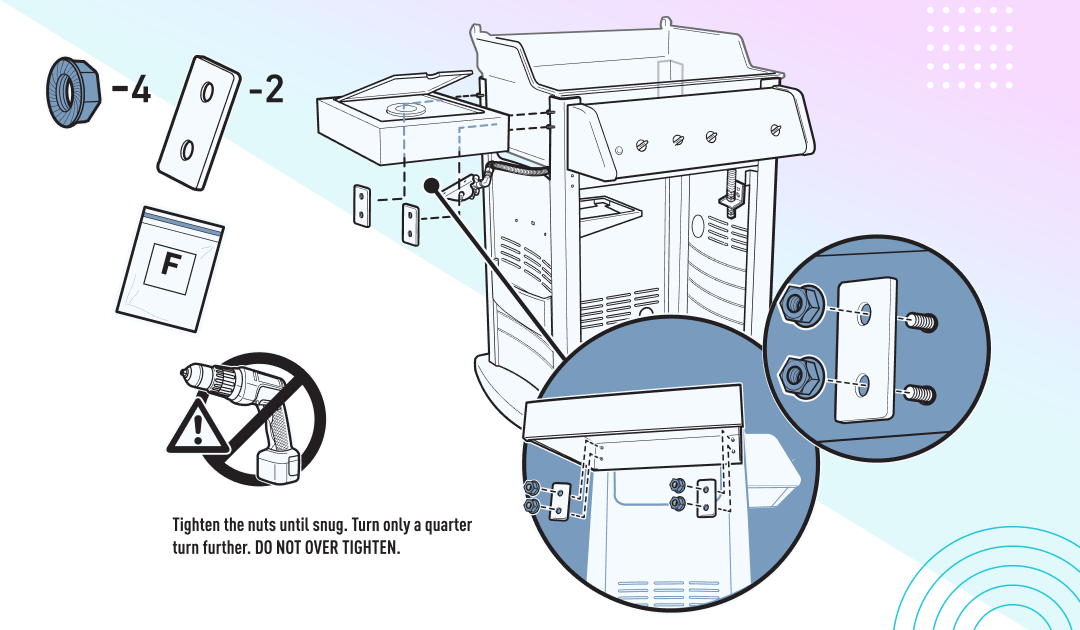 -4
-2
F
!
Tighten the nuts until snug. Turn only a quarter
turn further. DO NOT OVER TIGHTEN.